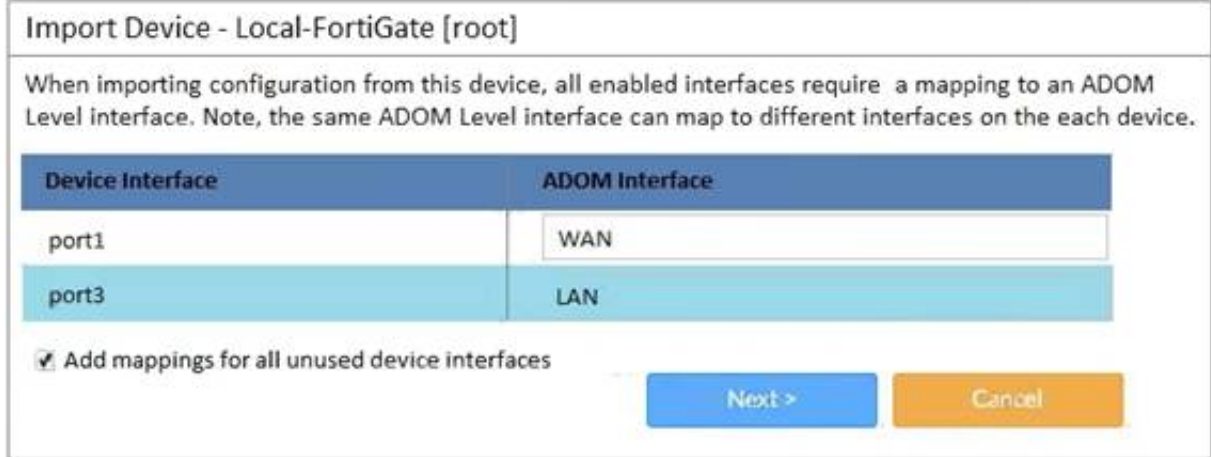 Import Device - Local-FortiGate [root]
When importing configuration from this device, all enabled interfaces require a mapping to an ADOM
Level interface. Note, the same ADOM Level interface can map to different interfaces on the each device.
Device Interface ADOM Interface
port1 WAN
port3 LAN
Add mappings for all unused device interfaces
Next > Cancel